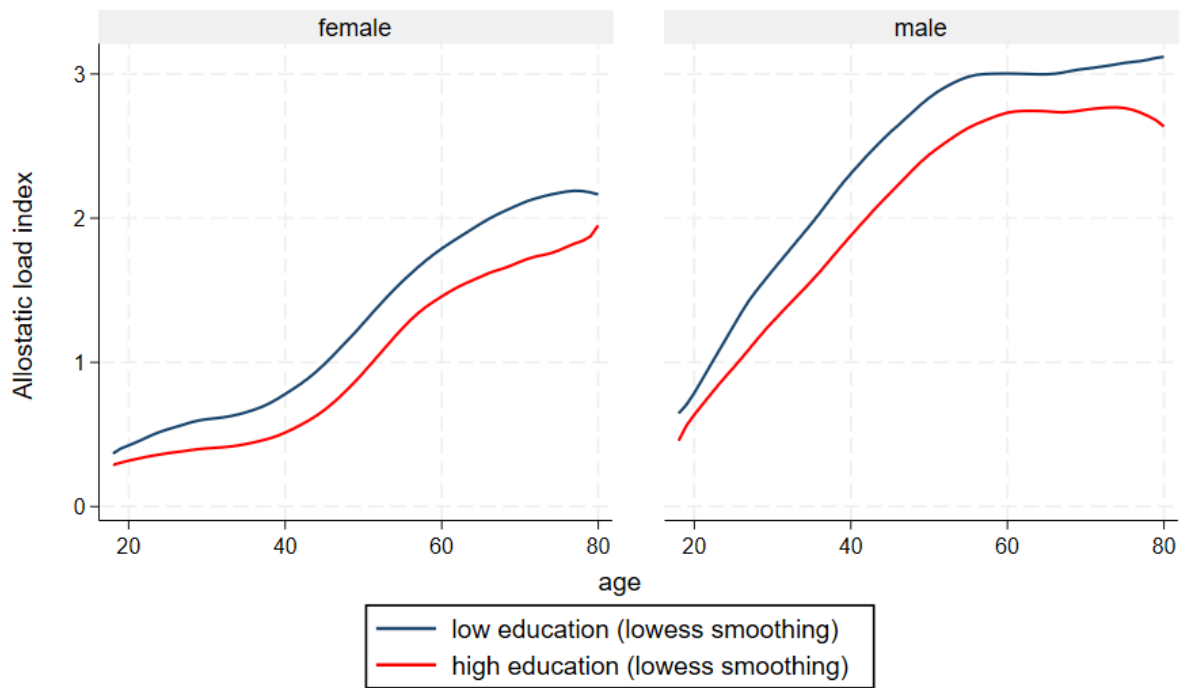 female male
Allostatic load index
3
2
1
0
20 40 60 80 20 40 60 80
age
low education (lowess smoothing)
high education (lowess smoothing)